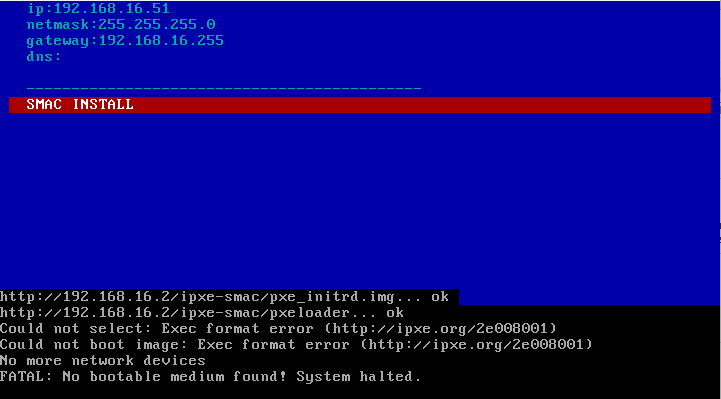 ip:192.168.16.51
netmask:255.255.255.0
gateway:192.168.16.255
dns:
--------------------------------------------
SMAC INSTALL
http://192.168.16.2/ipxe-smac/pxe_initrd.img... ok
http://192.168.16.2/ipxe-smac/pxeloader... ok
Could not select: Exec format error (http://ipxe.org/2e008001)
Could not boot image: Exec format error (http://ipxe.org/2e008001)
No more network devices
FATAL: No bootable medium found! System halted.